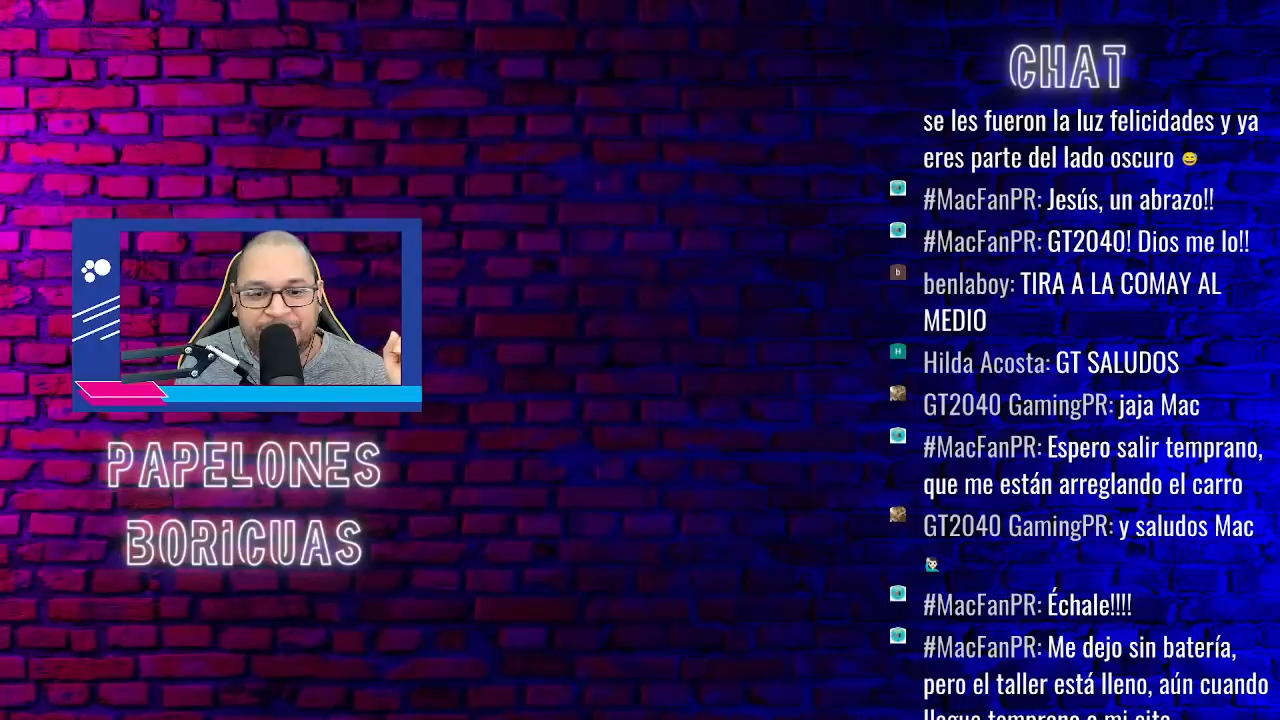 CHAT
se les fueron la luz felicidades y ya
eres parte del lado oscuro 😅
#MacFanPR: Jesús, un abrazo!!
#MacFanPR: GT2040! Dios me lo!!
b
benlaboy: TIRA A LA COMAY AL
MEDIO
H
Hilda Acosta: GT SALUDOS
GT2040 GamingPR: jaja Mac
#MacFanPR: Espero salir temprano,
que me están arreglando el carro
GT2040 GamingPR: y saludos Mac
🙋🏻‍♂️
#MacFanPR: Échale!!!!
#MacFanPR: Me dejo sin batería,
pero el taller está lleno, aún cuando
PAPELONES
BORICUAS